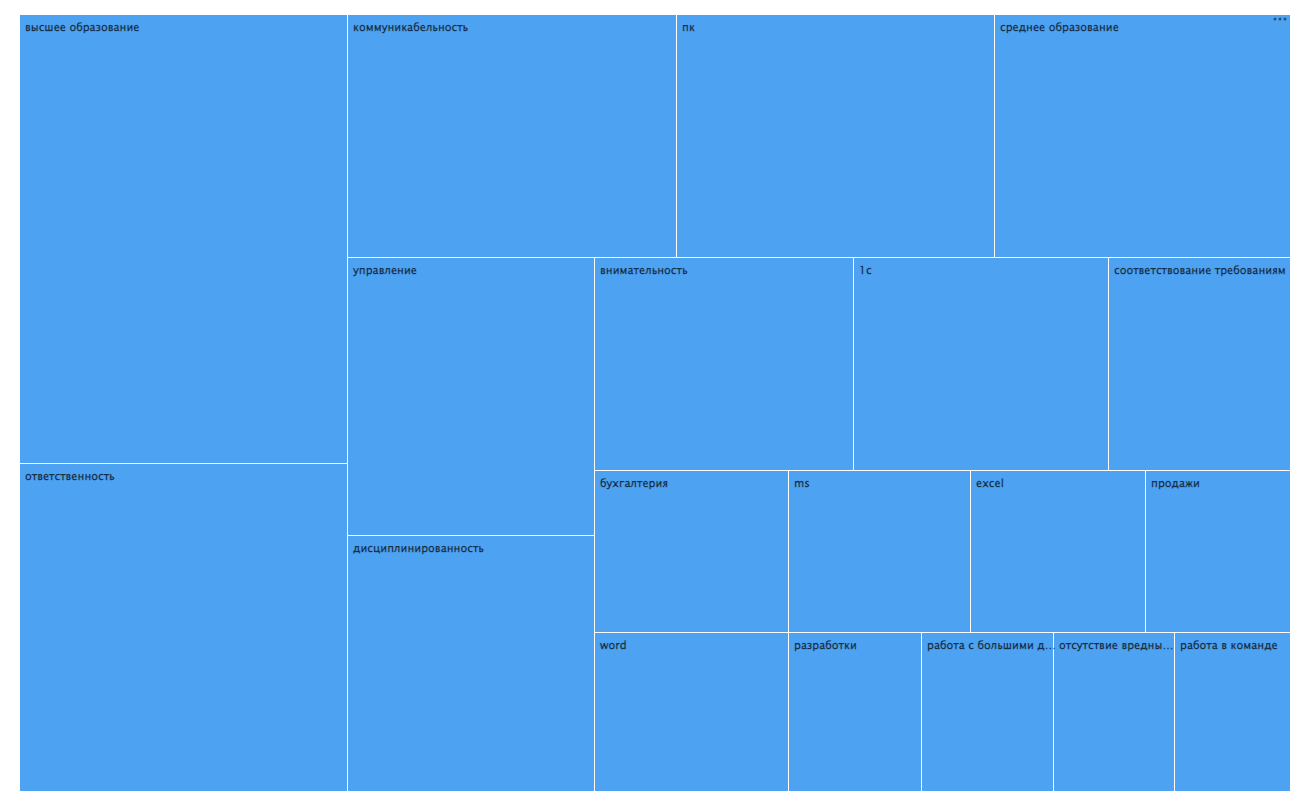 высшее образование
коммуникабельность
пк
среднее образование
управление
внимательность
1с
соответствование требованиям
ответственность
бухгалтерия
ms
excel
продажи
дисциплинированность
word
разработки
работа с большими д...
отсутствие вредны...
работа в команде